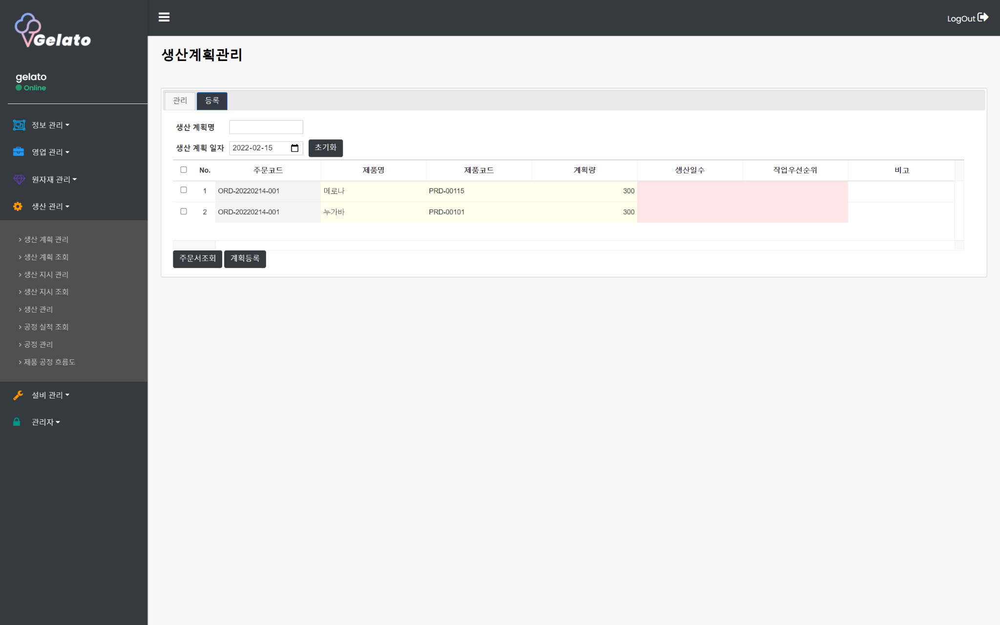 Gelato
LogOut
생산계획관리
gelato
Online
관리 등록
정보 관리
생산 계획명
영업 관리
생산 계획 일자 2022-02-15 초기화
No. 주문코드 제품명 제품코드 계획량 생산일수 작업우선순위 비고
원자재 관리
1 ORD-20220214-001 메로나 PRD-00115 300
생산 관리
2 ORD-20220214-001 누가바 PRD-00101 300
> 생산 계획 관리
> 생산 계획 조회
주문서조회 계획등록
> 생산 지시 관리
> 생산 지시 조회
> 생산 관리
> 공정 실적 조회
> 공정 관리
> 제품 공정 흐름도
설비 관리
관리자